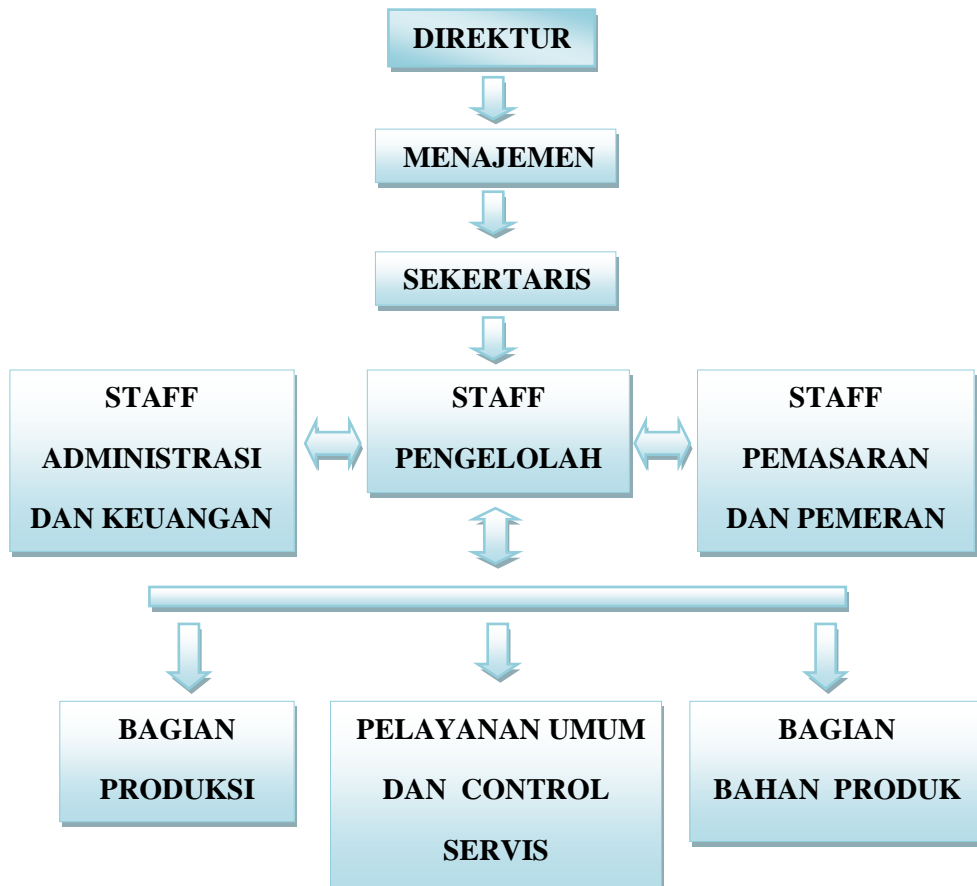 DIREKTUR
MENAJEMEN
SEKERTARIS
STAFF
ADMINISTRASI
DAN KEUANGAN
STAFF
PENGELOLAH
STAFF
PEMASARAN
DAN PEMERAN
BAGIAN
PRODUKSI
PELAYANAN UMUM
DAN CONTROL
SERVIS
BAGIAN
BAHAN PRODUK